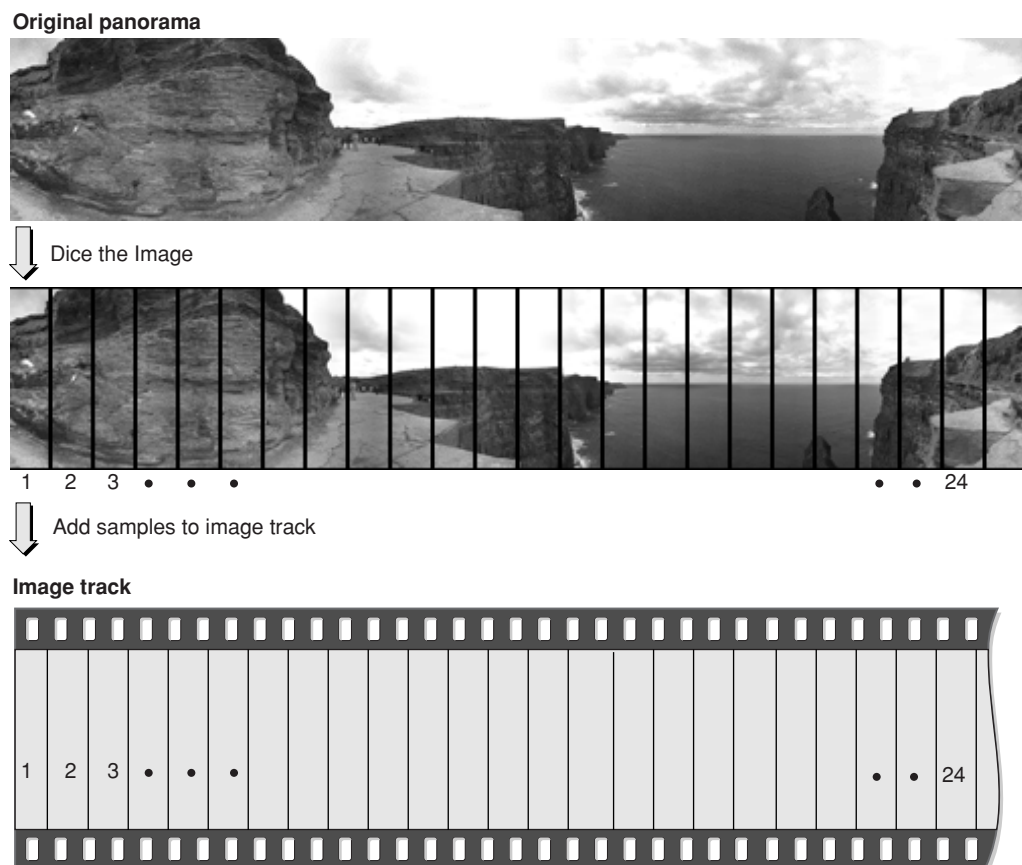 Original panorama
Dice the Image
1 2 3 • • • • • 24
Add samples to image track
Image track
1 2 3 • • • • • 24